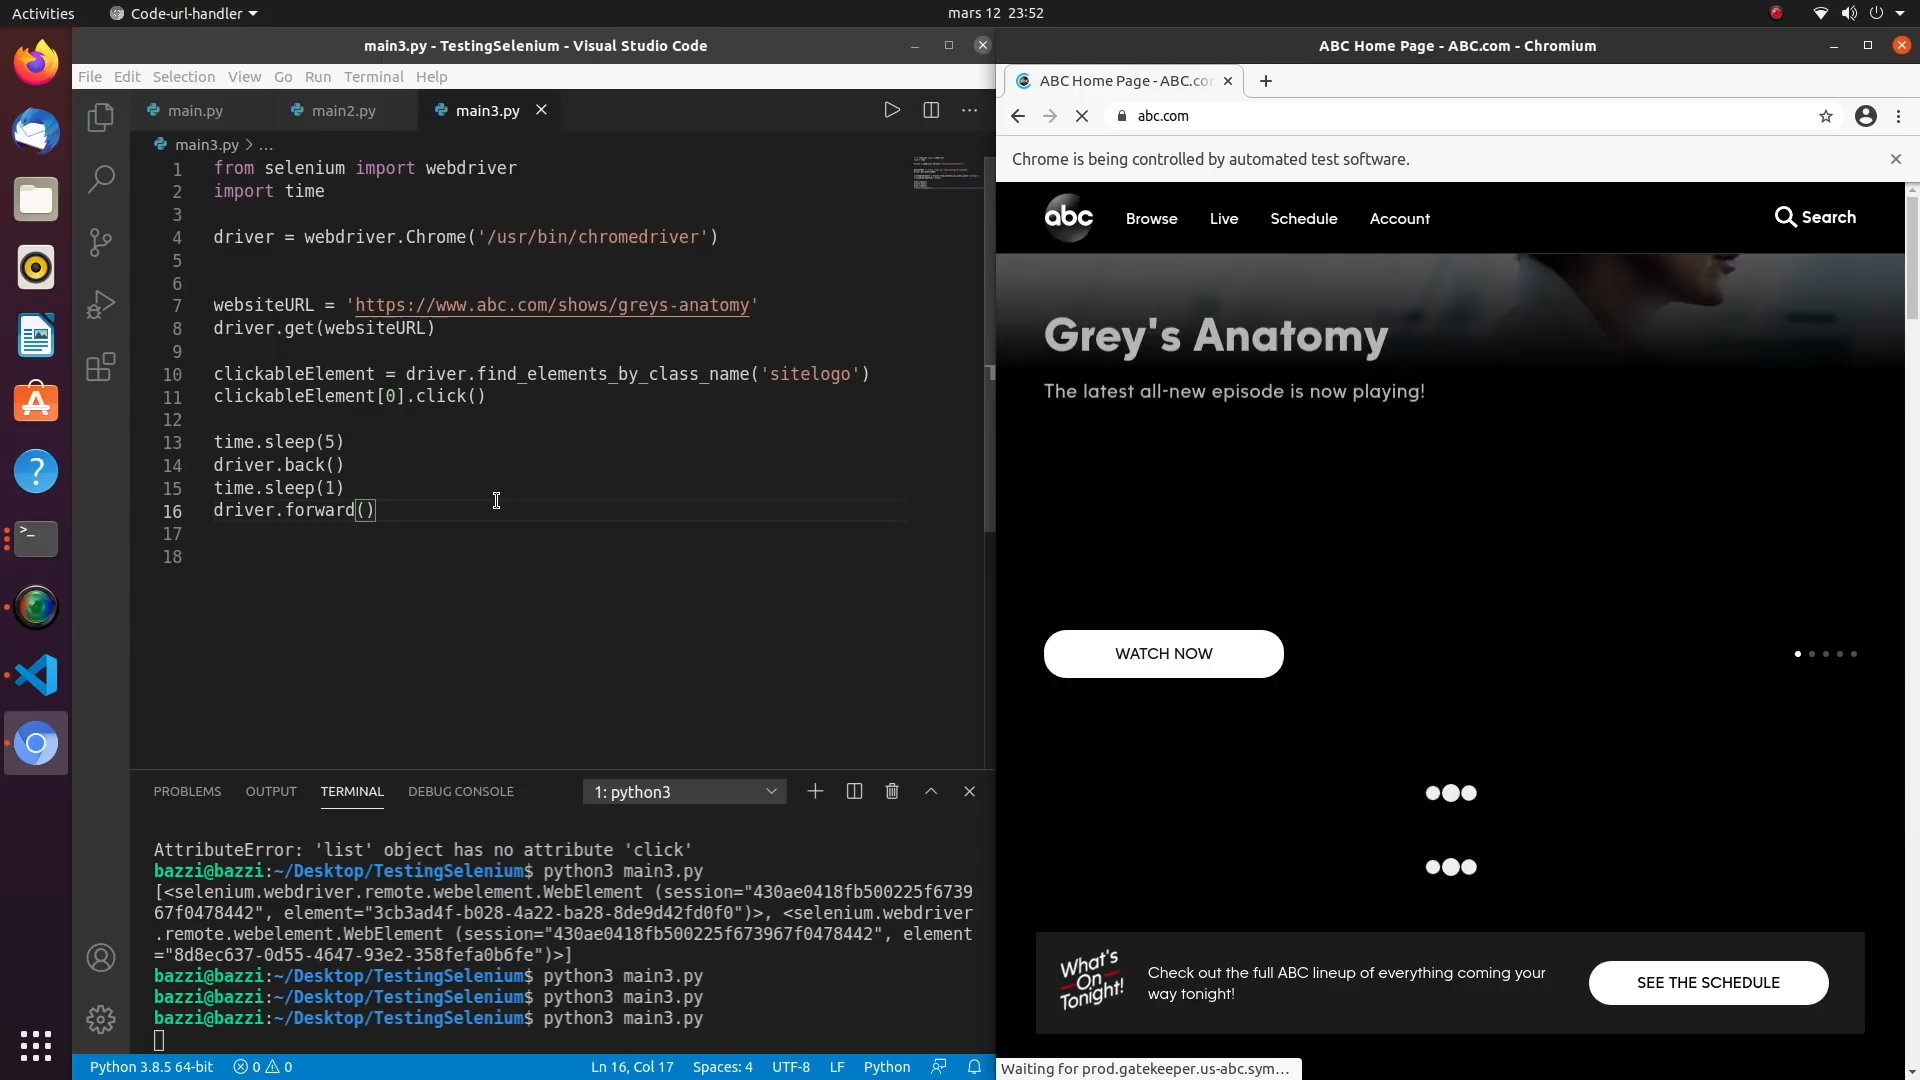 Activities
Code-url-handler
mars 12 23:52
main3.py - TestingSelenium - Visual Studio Code
File Edit Selection View Go Run Terminal Help
main.py
main2.py
main3.py
main3.py > ...
1 from selenium import webdriver
2 import time
3
4 driver = webdriver.Chrome('/usr/bin/chromedriver')
5
6
7 websiteURL = 'https://www.abc.com/shows/greys-anatomy'
8 driver.get(websiteURL)
9
10 clickableElement = driver.find_elements_by_class_name('sitelogo')
11 clickableElement[0].click()
12
13 time.sleep(5)
14 driver.back()
15 time.sleep(1)
16 driver.forward()
17
18
PROBLEMS OUTPUT TERMINAL DEBUG CONSOLE
1: python3
AttributeError: 'list' object has no attribute 'click'
bazzi@bazzi:~/Desktop/TestingSelenium$ python3 main3.py
[<selenium.webdriver.remote.webelement.WebElement (session="430ae0418fb500225f6739
67f0478442", element="3cb3ad4f-b028-4a22-ba28-8de9d42fd0f0")>, <selenium.webdriver
.remote.webelement.WebElement (session="430ae0418fb500225f673967f0478442", element
="8d8ec637-0d55-4647-93e2-358fefa0b6fe")>]
bazzi@bazzi:~/Desktop/TestingSelenium$ python3 main3.py
bazzi@bazzi:~/Desktop/TestingSelenium$ python3 main3.py
bazzi@bazzi:~/Desktop/TestingSelenium$ python3 main3.py
Python 3.8.5 64-bit
0
0
Ln 16, Col 17
Spaces: 4
UTF-8
LF
Python
ABC Home Page - ABC.com - Chromium
ABC Home Page - ABC.co
abc.com
Chrome is being controlled by automated test software.
abc
Browse Live Schedule Account
Search
Grey's Anatomy
The latest all-new episode is now playing!
WATCH NOW
What's
On
Tonight!
Check out the full ABC lineup of everything coming your
way tonight!
SEE THE SCHEDULE
Waiting for prod.gatekeeper.us-abc.sym...